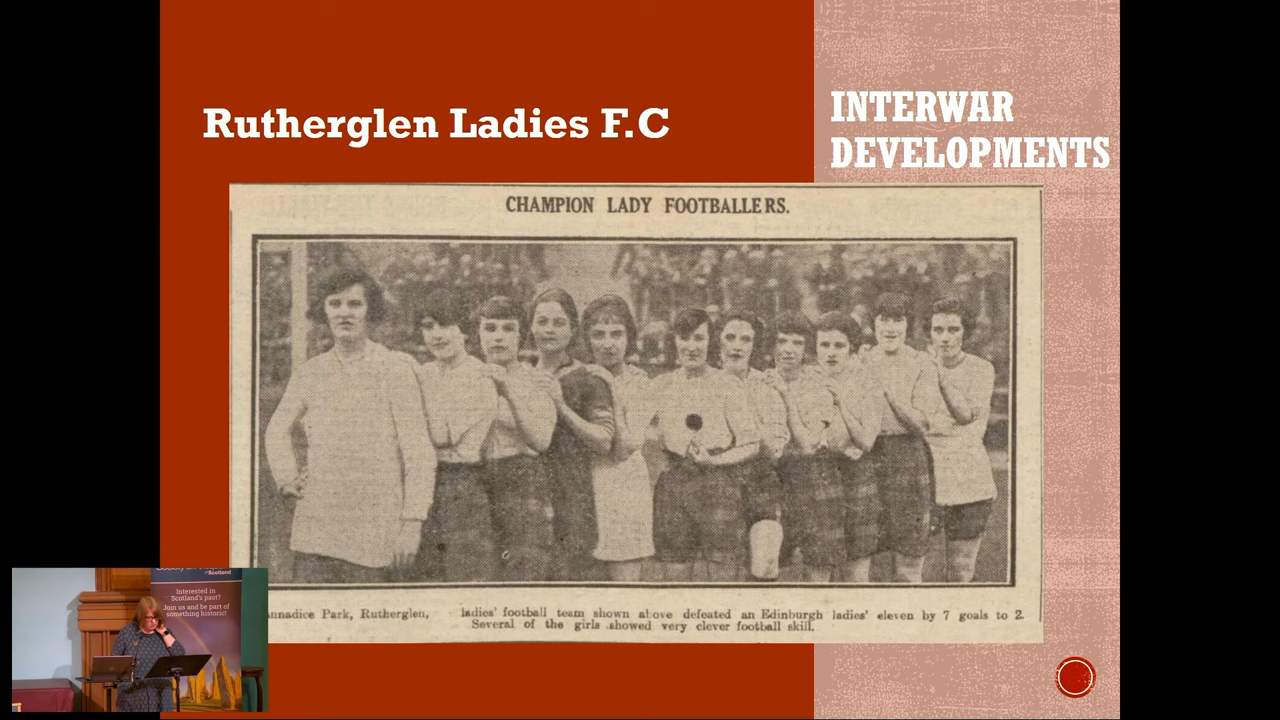 Rutherglen Ladies F.C
INTERWAR
DEVELOPMENTS
CHAMPION LADY FOOTBALLERS.
Park, Rutherglen, ladies' football team shown above defeated an Edinburgh ladies' eleven by 7 goals to 2.
Several of the girls showed very clever football skill.
of Scotland
Interested in
Scotland's past?
Join us and be part of
something historic!